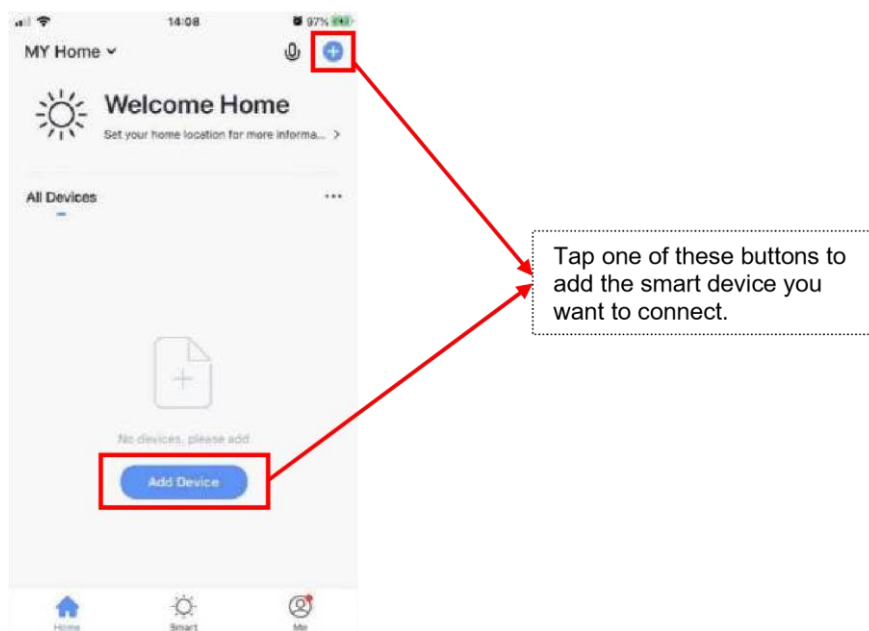 14:08
97%
MY Home
Welcome Home
Set your home location for more informa... >
All Devices
...
Tap one of these buttons to
add the smart device you
want to connect.
No devices, please add
Add Device
Home
Smart
Me